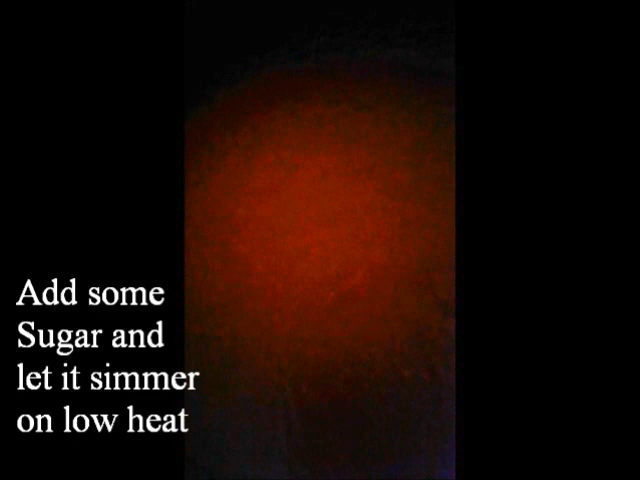 Add some
Sugar and
let it simmer
on low heat